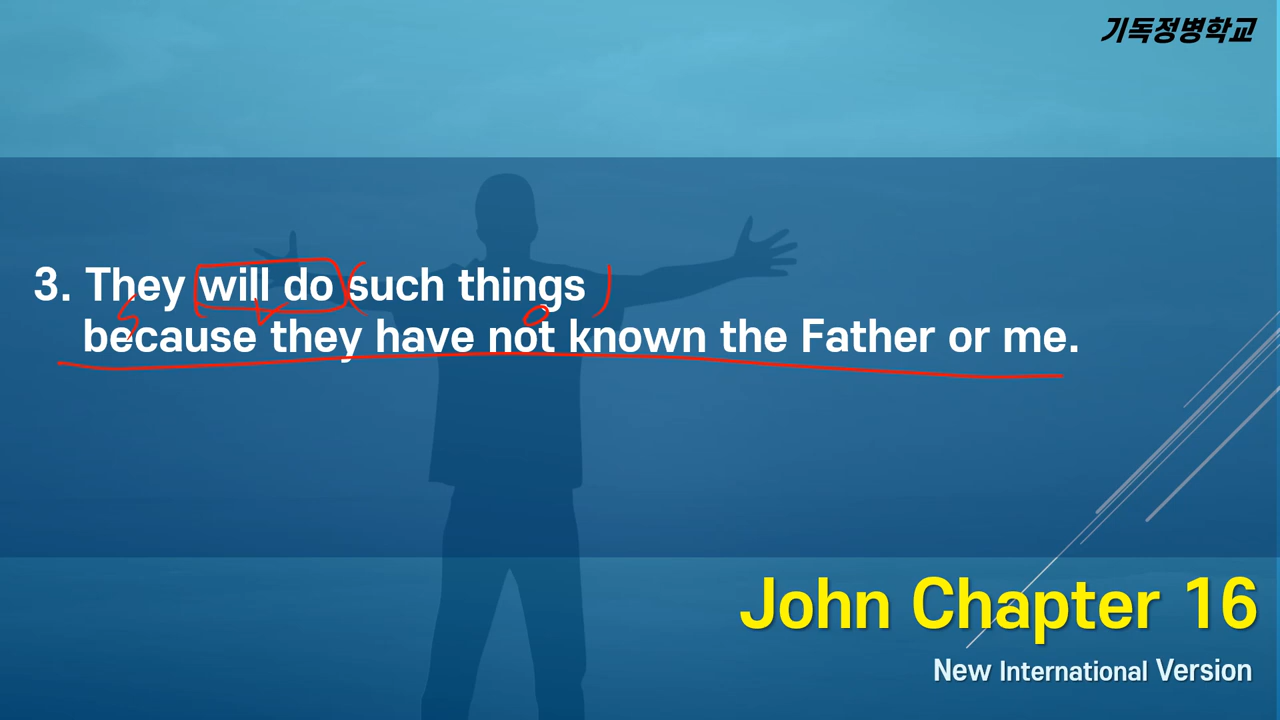 기독정병학교
3. They will do such things
because they have not known the Father or me.
S V O
John Chapter 16
New International Version